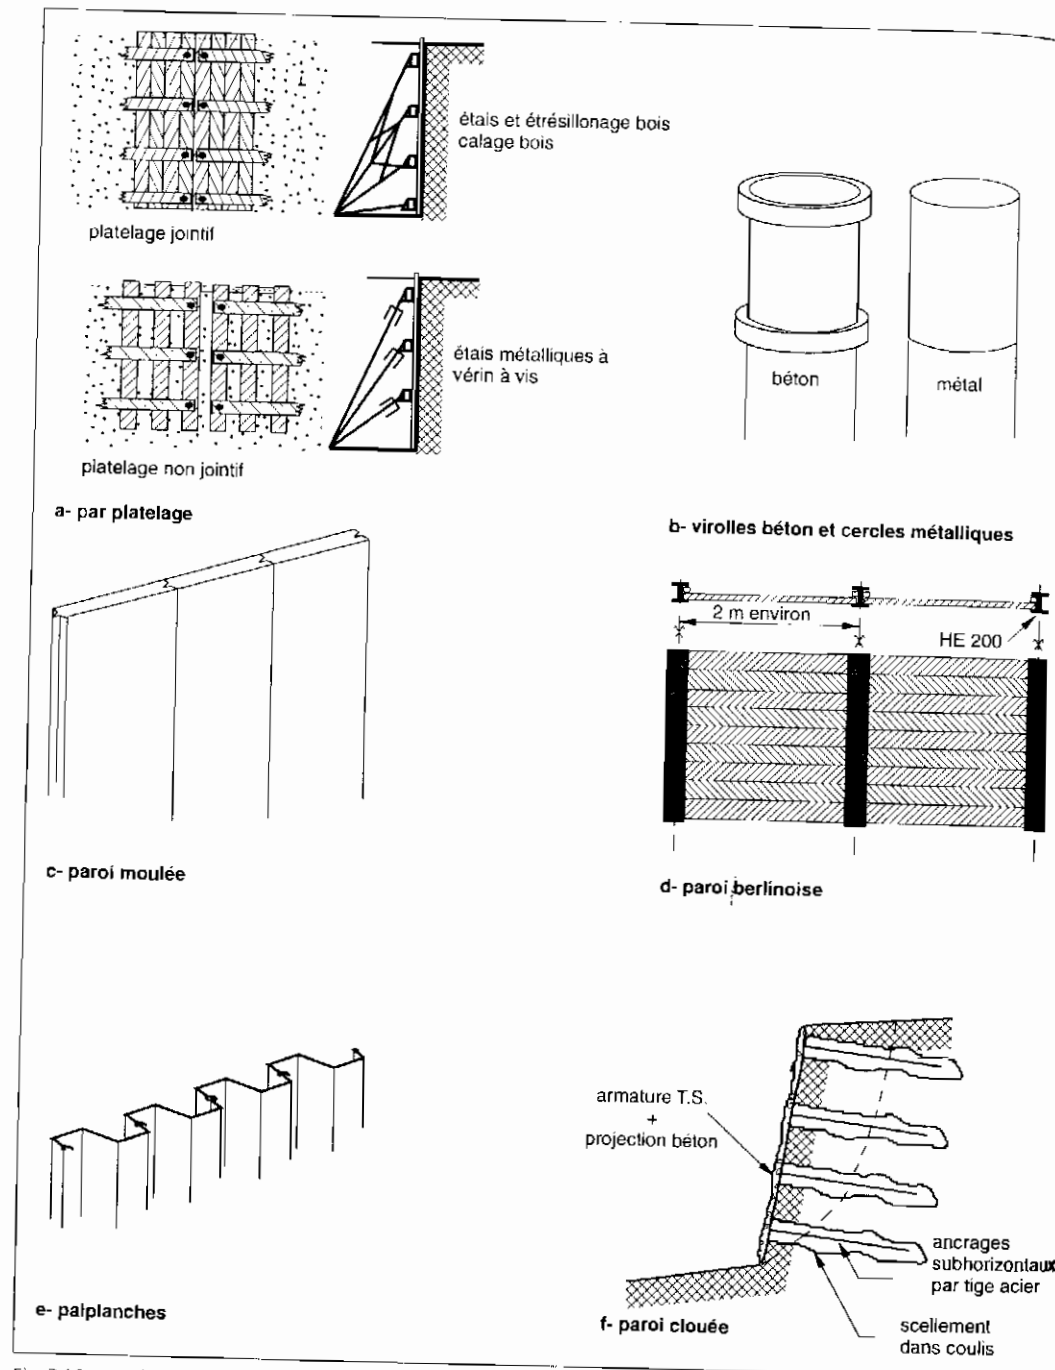 étais et étrésillonage bois
calage bois
platelage jointif
étais métalliques à
vérin à vis
platelage non jointif
a- par platelage
béton
métal
b- virolles béton et cercles métalliques
c- paroi moulée
2 m environ
HE 200
d- paroi berlinoise
e- palplanches
armature T.S.
+
projection béton
ancrages
subhorizontaux
par tige acier
scellement
dans coulis
f- paroi clouée